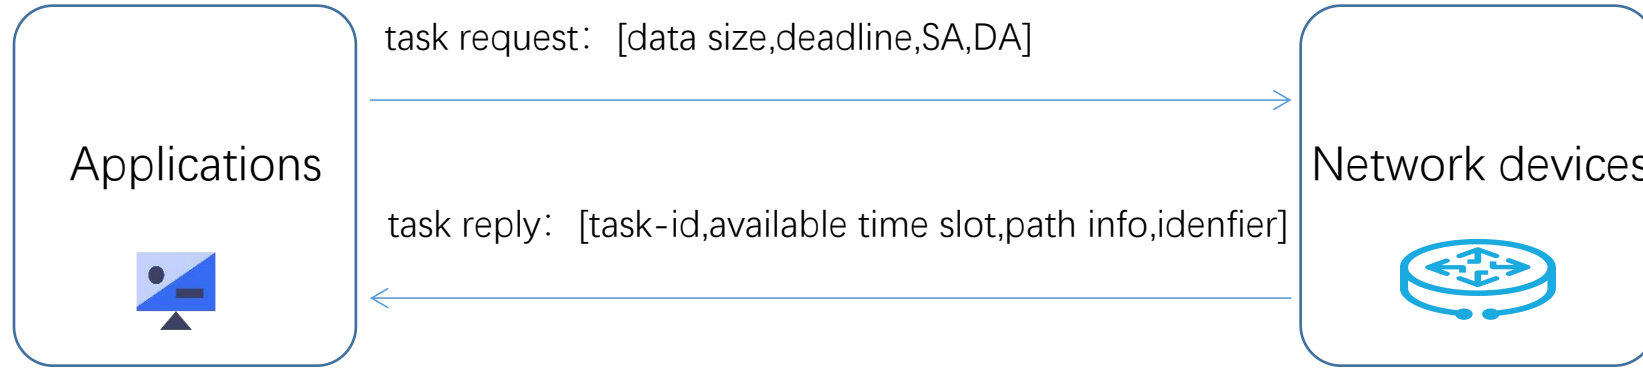 task request：[data size,deadline,SA,DA]
Applications
Network devices
task reply：[task-id,available time slot,path info,idenfier]